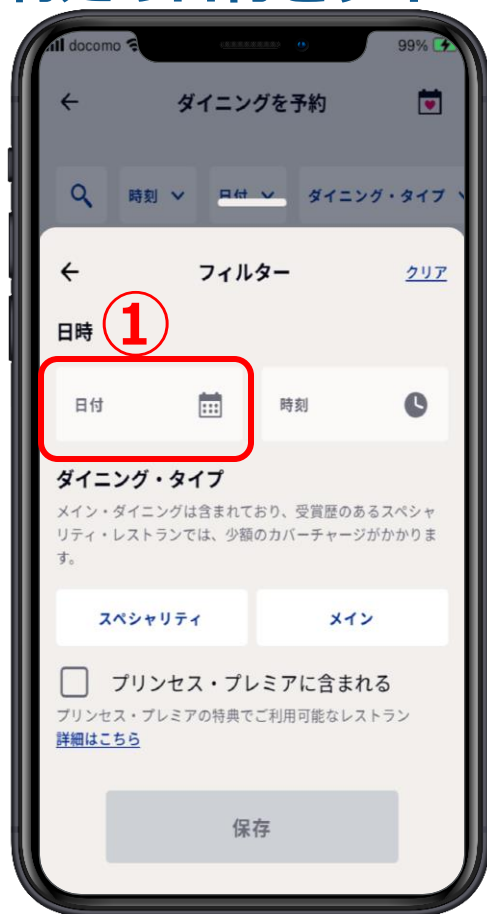 docomo
99%
ダイニングを予約
時刻
日付
ダイニング・タイプ
フィルター
クリア
日時
①
日付
時刻
ダイニング・タイプ
メイン・ダイニングは含まれており、受賞歴のあるスペシャ
リティ・レストランでは、少額のカバーチャージがかかりま
す。
スペシャリティ
メイン
プリンセス・プレミアに含まれる
プリンセス・プレミアの特典でご利用可能なレストラン
詳細はこちら
保存